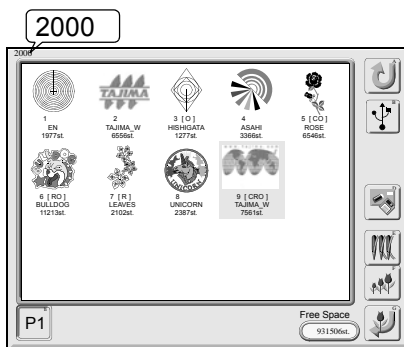 2000
2000
TAJIMA
1
EN
1977st.
2
TAJIMA_W
6556st.
3 [ O ]
HISHIGATA
1277st.
4
ASAHI
3366st.
5 [ CO ]
ROSE
6546st.
UNICORN
6 [ RO ]
BULLDOG
11213st.
7 [ R ]
LEAVES
2102st.
8
UNICORN
2387st.
9 [ CRO ]
TAJIMA_W
7561st.
P1
Free Space
931506st.
A
B
D
E
F
G